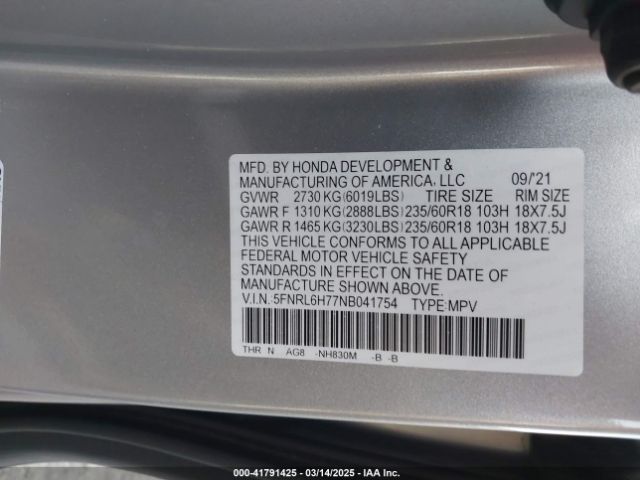 MFD. BY HONDA DEVELOPMENT &
MANUFACTURING OF AMERICA, LLC 09/'21
GVWR 2730 KG(6019LBS) TIRE SIZE RIM SIZE
GAWR F 1310 KG(2888LBS) 235/60R18 103H 18X7.5J
GAWR R 1465 KG(3230LBS) 235/60R18 103H 18X7.5J
THIS VEHICLE CONFORMS TO ALL APPLICABLE
FEDERAL MOTOR VEHICLE SAFETY
STANDARDS IN EFFECT ON THE DATE OF
MANUFACTURE SHOWN ABOVE.
V.I.N. 5FNRL6H77NB041754 TYPE:MPV
THR N AG8 -NH830M -B -B
000-41791425 | 03/14/2025 | IAA Inc.